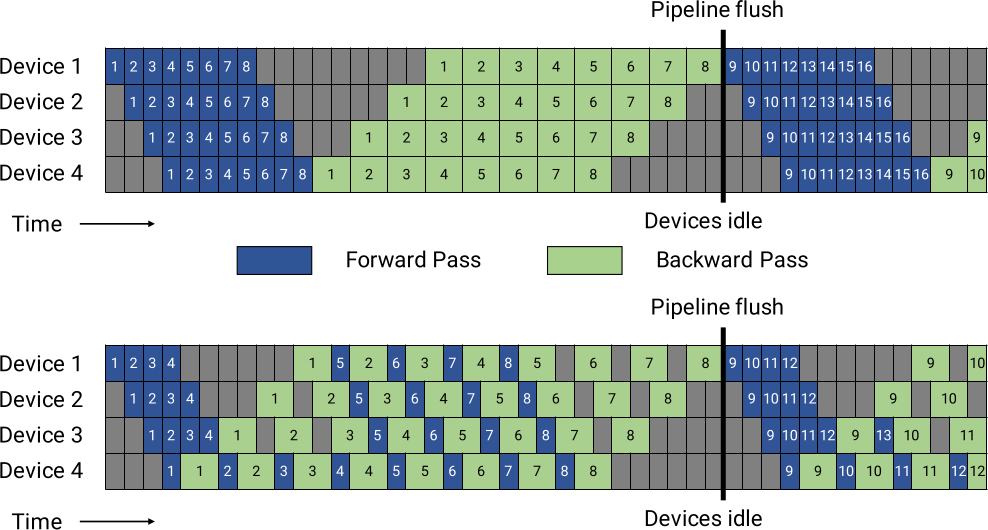 Pipeline flush
Device 1 1 2 3 4 5 6 7 8 1 2 3 4 5 6 7 8 9 10 11 12 13 14 15 16
Device 2 1 2 3 4 5 6 7 8 1 2 3 4 5 6 7 8 9 10 11 12 13 14 15 16
Device 3 1 2 3 4 5 6 7 8 1 2 3 4 5 6 7 8 9 10 11 12 13 14 15 16 9
Device 4 1 2 3 4 5 6 7 8 1 2 3 4 5 6 7 8 9 10 11 12 13 14 15 16 9 10
Time
Devices idle
Forward Pass
Backward Pass
Pipeline flush
Device 1 1 2 3 4 1 5 2 6 3 7 4 8 5 6 7 8 9 10 11 12 9 10
Device 2 1 2 3 4 1 2 5 3 6 4 7 5 8 6 7 8 9 10 11 12 9 10
Device 3 1 2 3 4 1 2 3 5 4 6 5 7 6 8 7 8 9 10 11 12 9 13 10 11
Device 4 1 1 2 2 3 3 4 4 5 5 6 6 7 7 8 8 9 9 10 10 11 11 12 12
Time
Devices idle